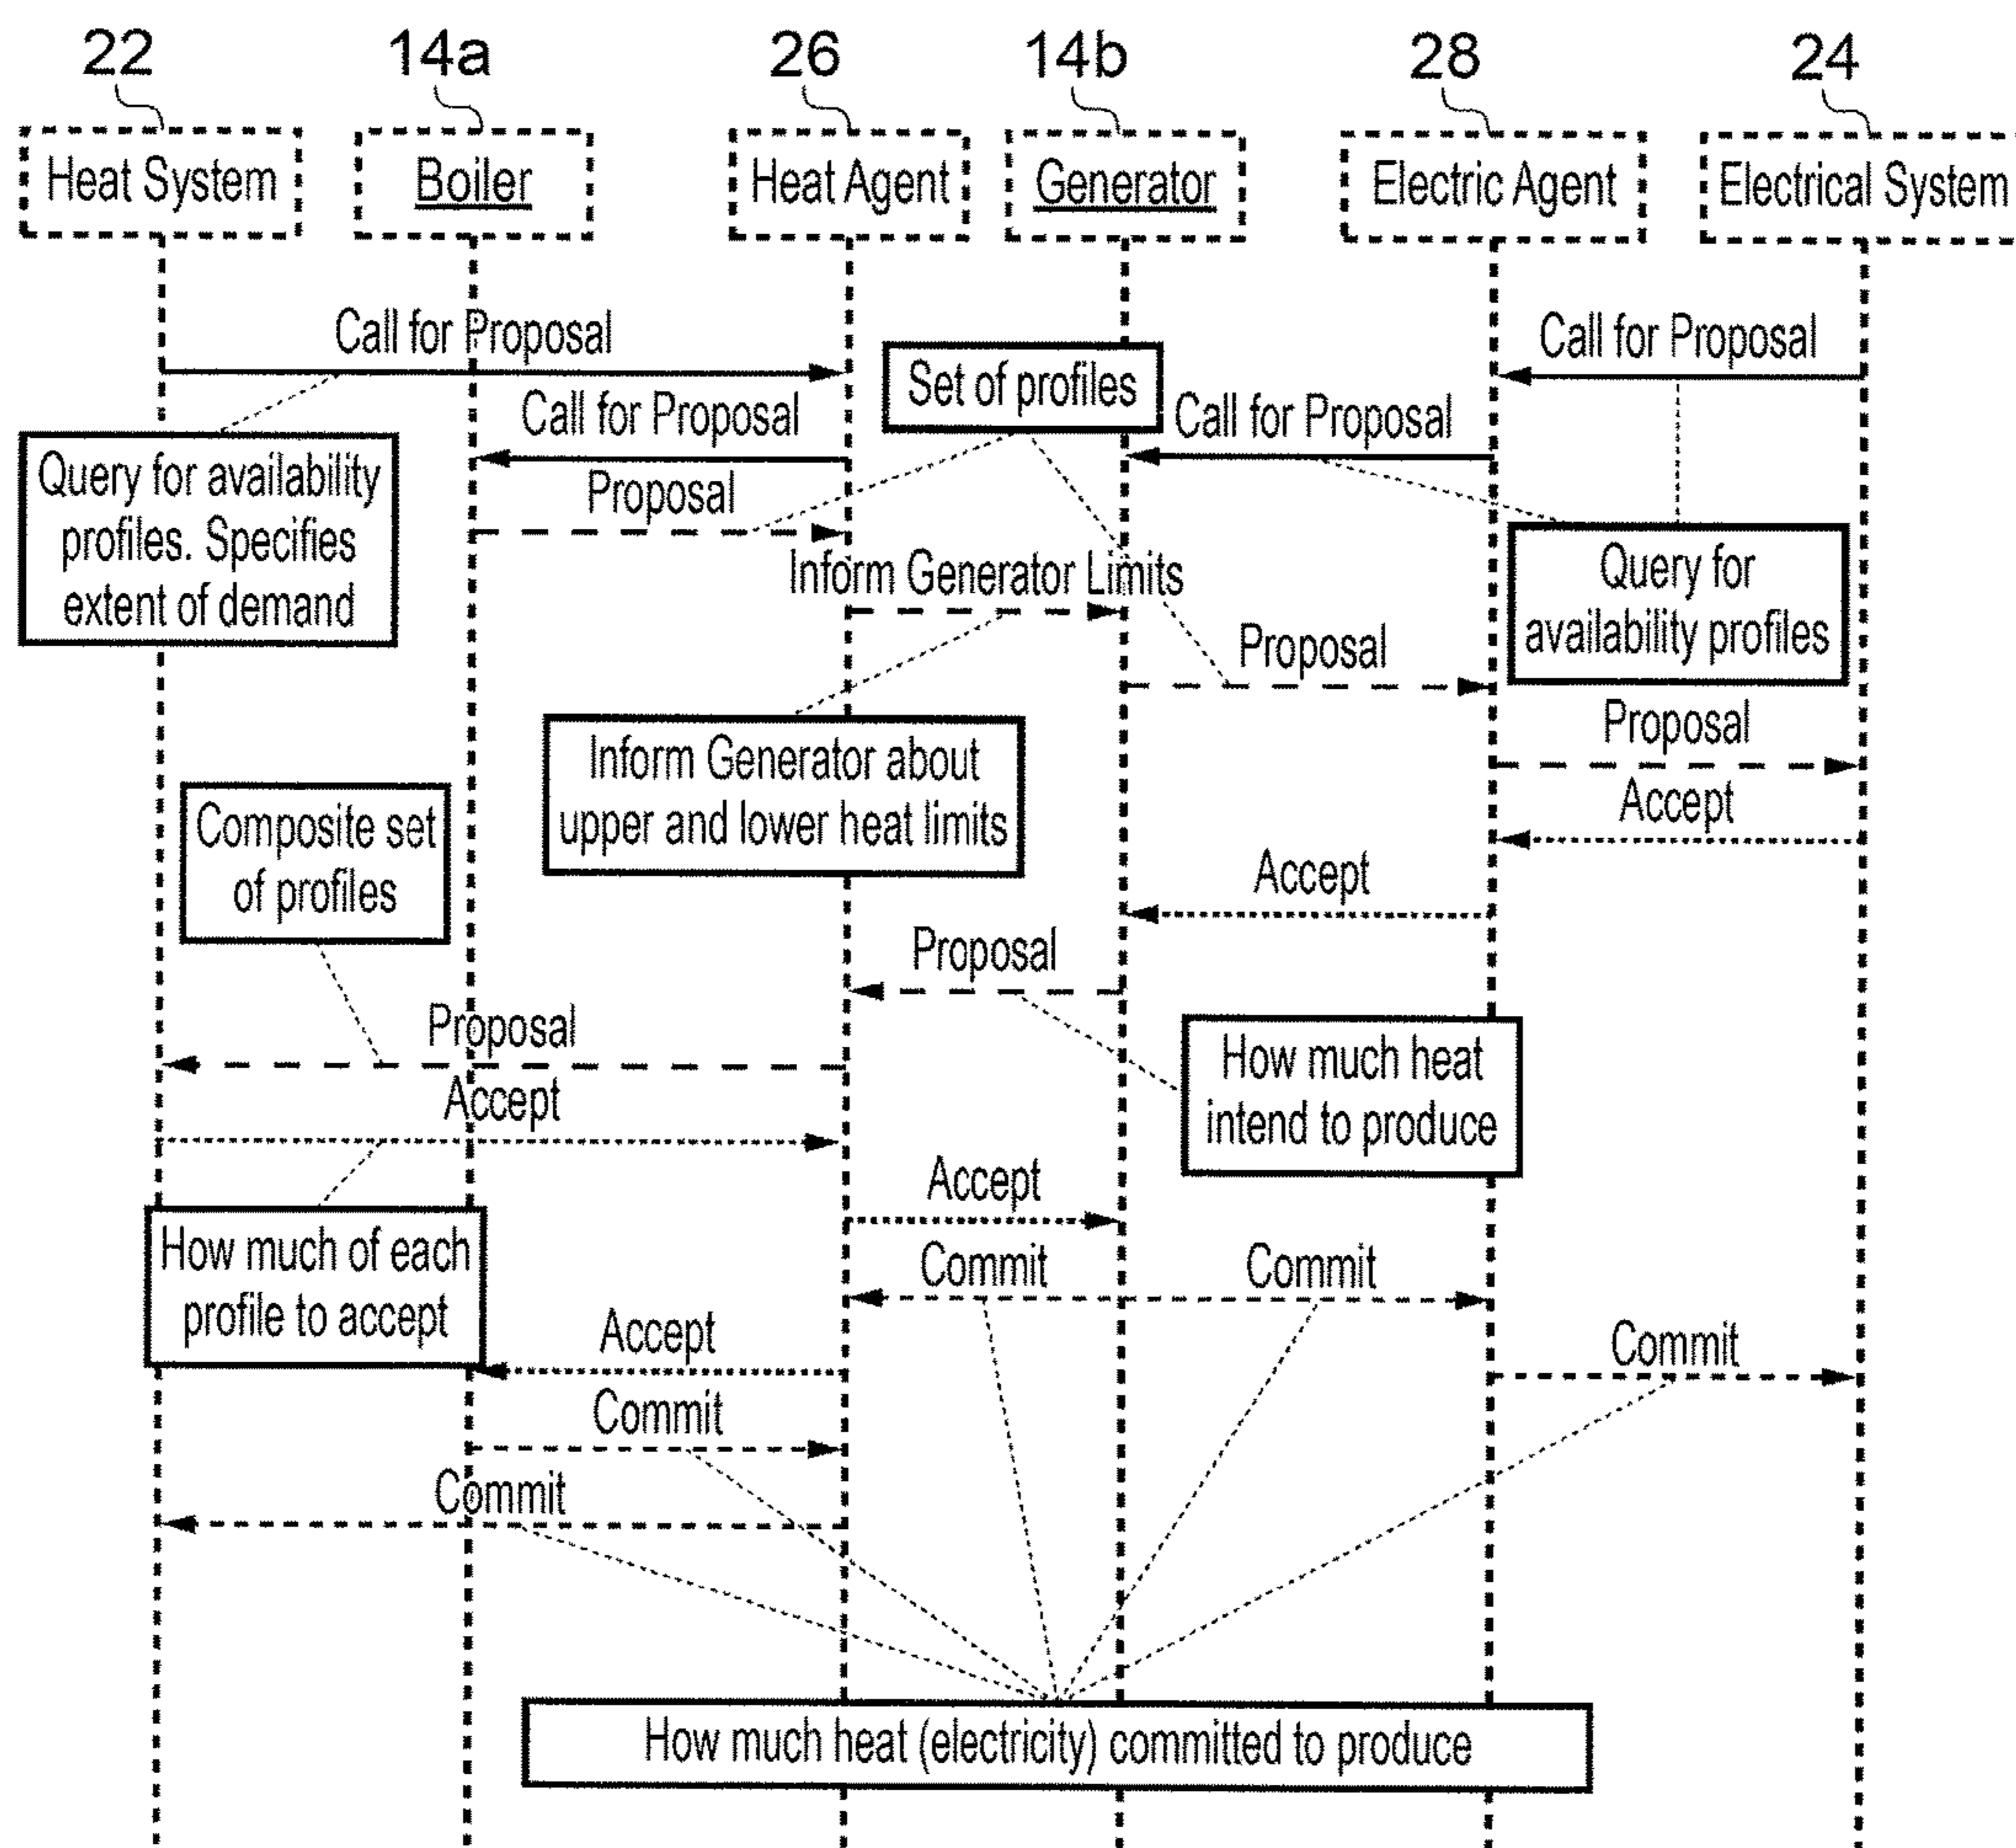 22
14a
26
14b
28
24
Heat System
Boiler
Heat Agent
Generator
Electric Agent
Electrical System
Call for Proposal
Call for Proposal
Set of profiles
Call for Proposal
Call for Proposal
Query for availability
profiles. Specifies
extent of demand
Proposal
Inform Generator Limits
Query for
availability profiles
Proposal
Proposal
Inform Generator about
upper and lower heat limits
Composite set
of profiles
Accept
Accept
Proposal
Proposal
How much heat
intend to produce
Accept
Accept
How much of each
profile to accept
Commit
Commit
Accept
Commit
Commit
Commit
How much heat (electricity) committed to produce